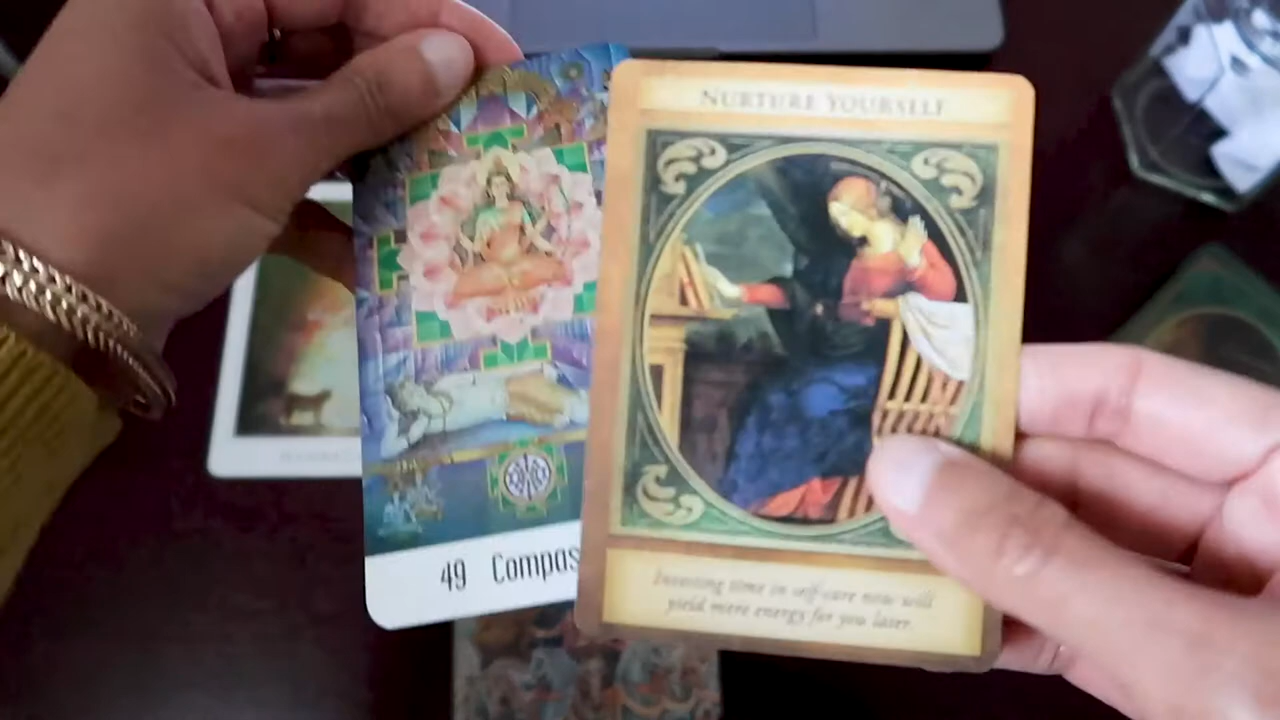 NURTURE YOURSELF
49 Compas
Investing time in self-care now will
yield more energy for you later.